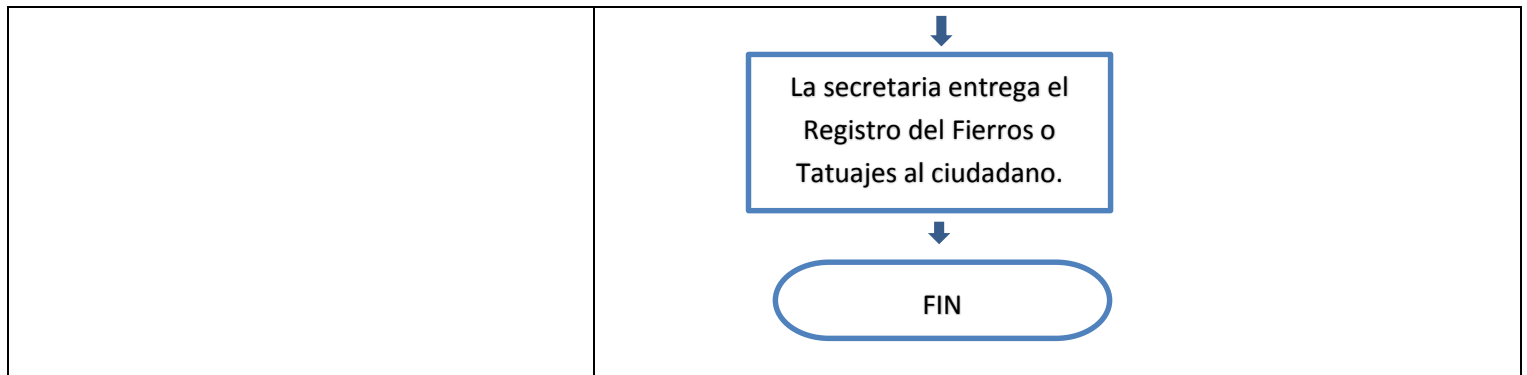 La secretaria entrega el
Registro del Fierros o
Tatuajes al ciudadano.
FIN